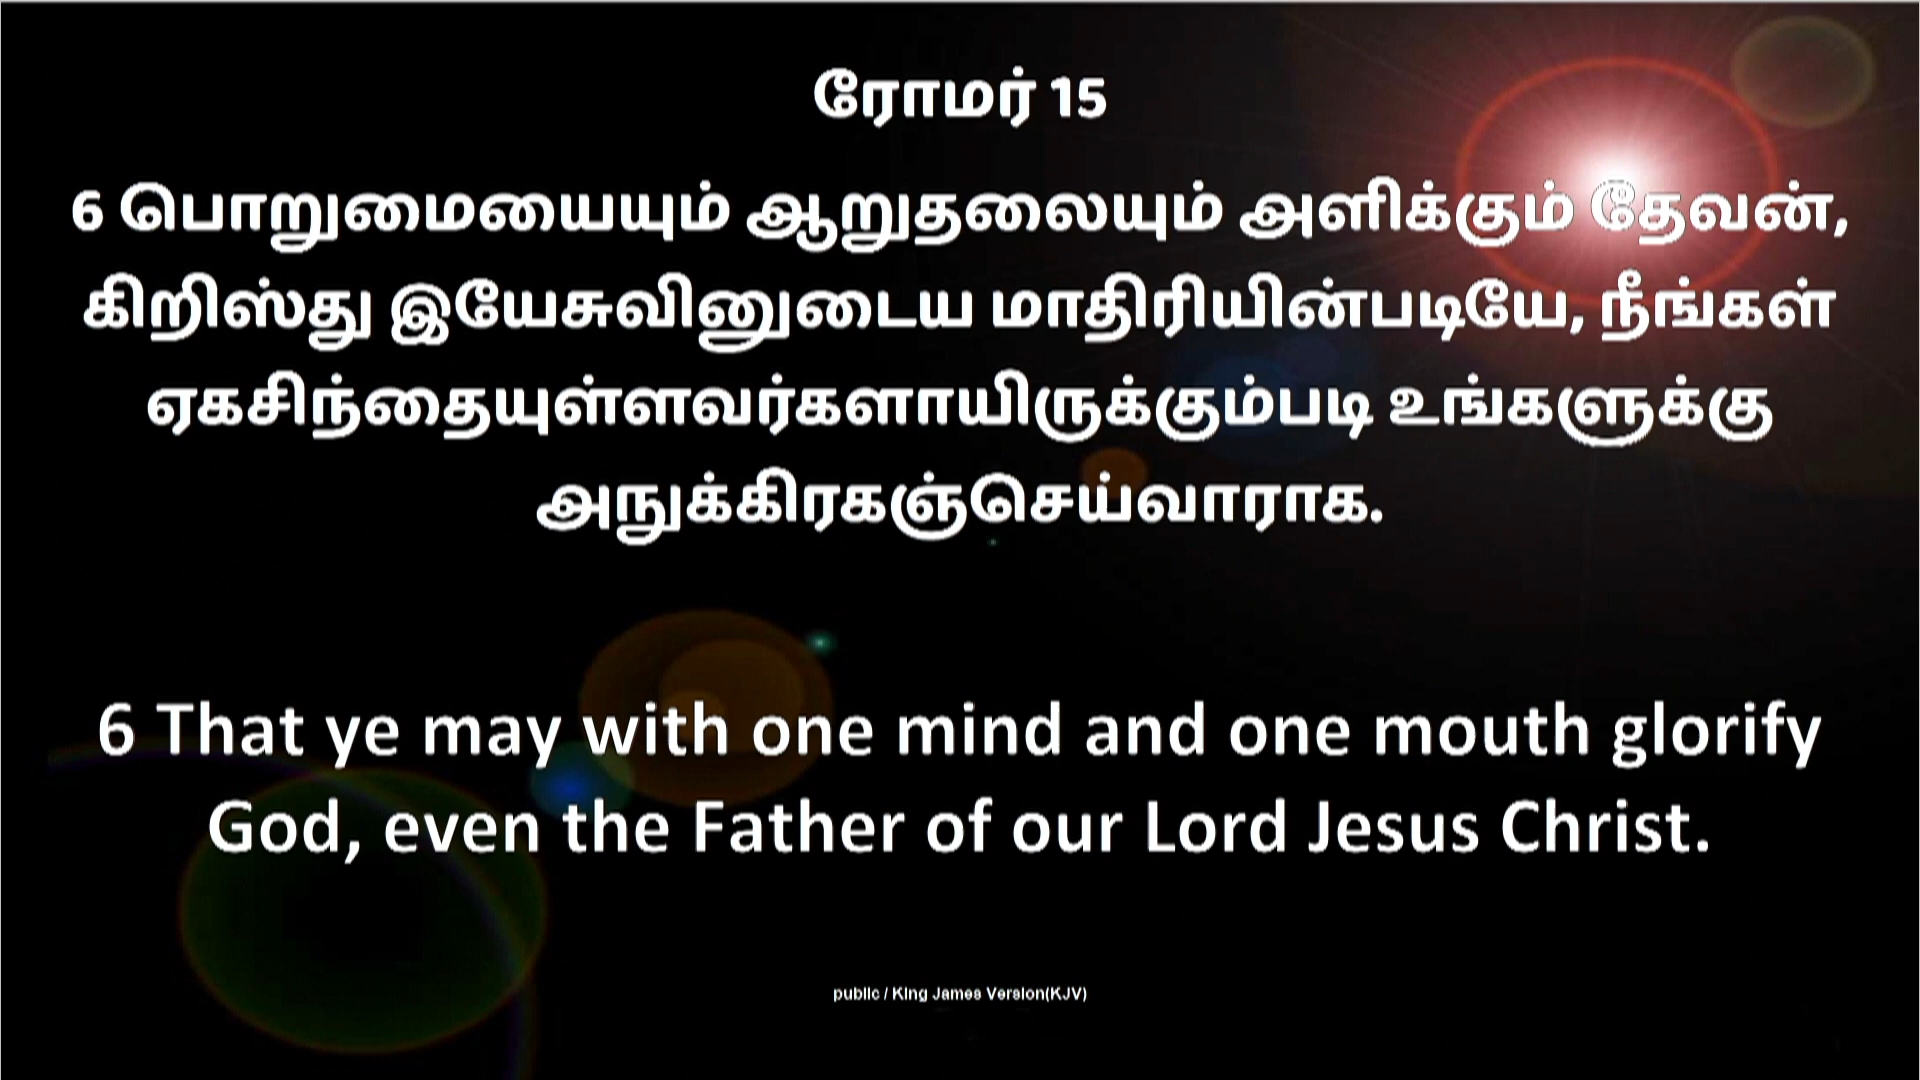 ரோமர் 15
6 பொறுமையையும் ஆறுதலையும் அளிக்கும் தேவன்,
கிறிஸ்து இயேசுவினுடைய மாதிரியின்படியே, நீங்கள்
ஏகசிந்தையுள்ளவர்களாயிருக்கும்படி உங்களுக்கு
அநுக்கிரகஞ்செய்வாராக.
6 That ye may with one mind and one mouth glorify
God, even the Father of our Lord Jesus Christ.
public / King James Version(KJV)